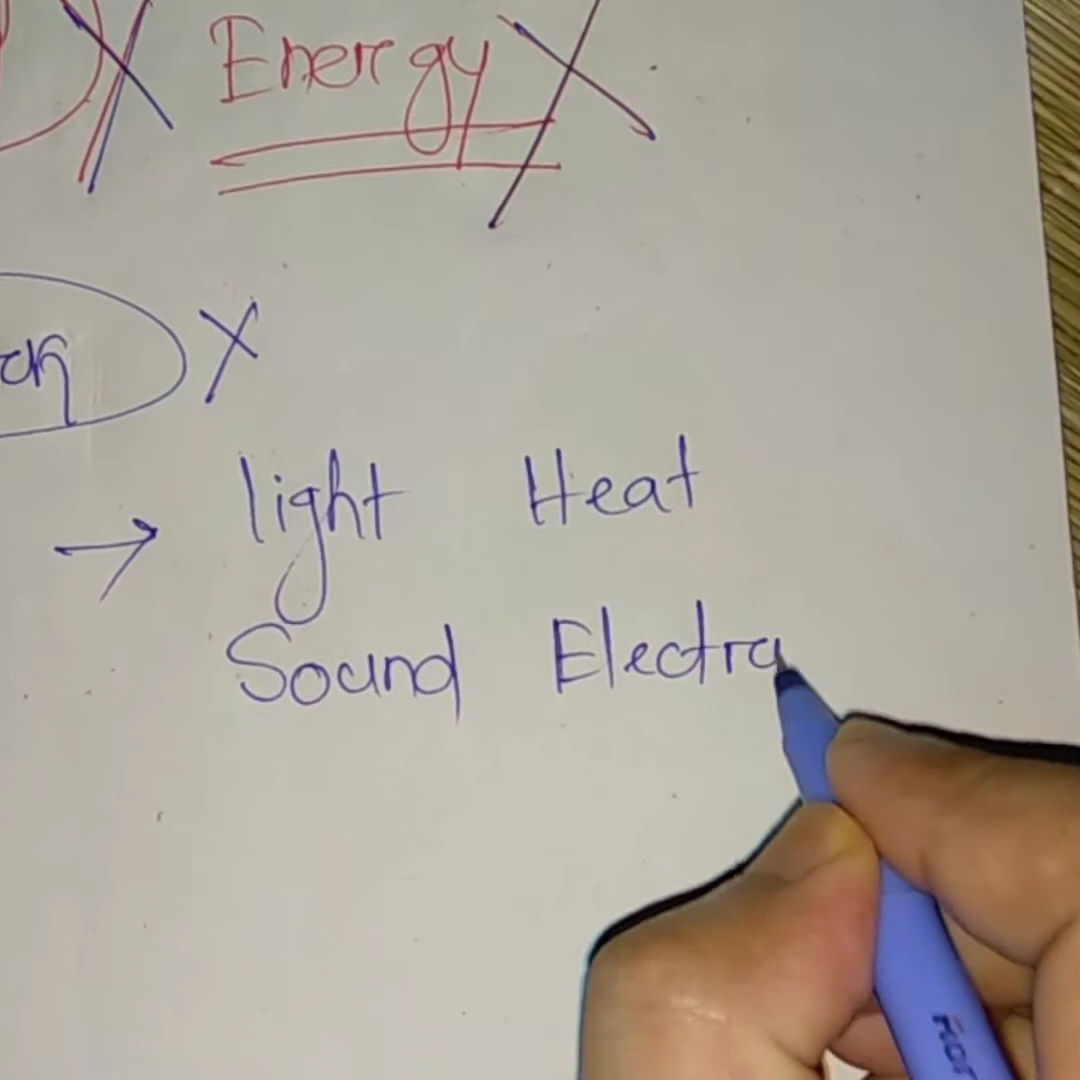 Energy
X
→ light Heat
Sound Electra